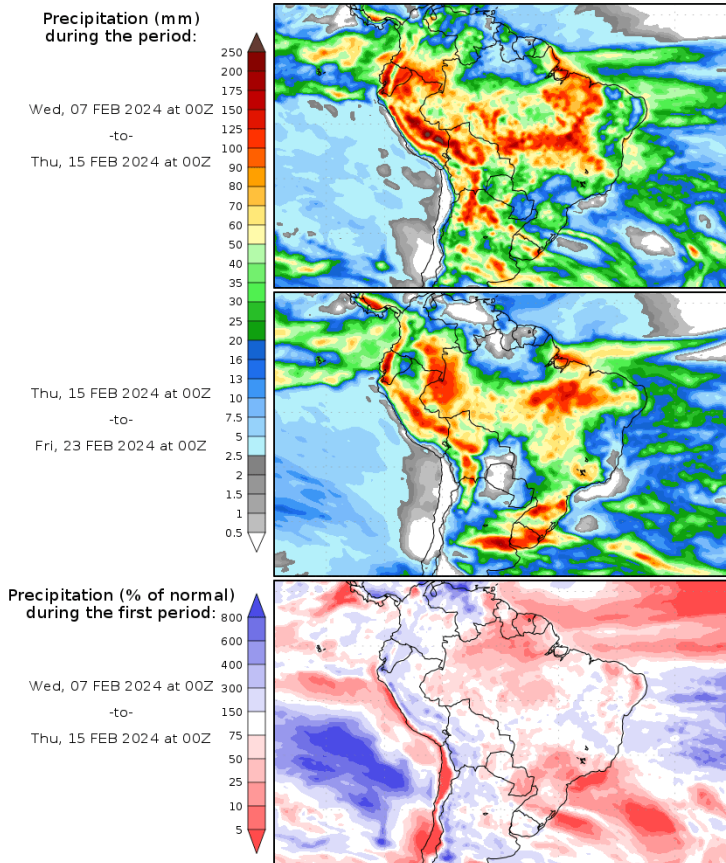 Precipitation (mm)
during the period:
Wed, 07 FEB 2024 at 00Z
-to-
Thu, 15 FEB 2024 at 00Z
250
200
175
150
125
100
90
80
70
60
50
40
35
30
25
20
16
13
10
7.5
5
2.5
2
1.5
1
0.5
Thu, 15 FEB 2024 at 00Z
-to-
Fri, 23 FEB 2024 at 00Z
Precipitation (% of normal)
during the first period:
Wed, 07 FEB 2024 at 00Z
-to-
Thu, 15 FEB 2024 at 00Z
800
600
400
300
150
75
50
25
10
5